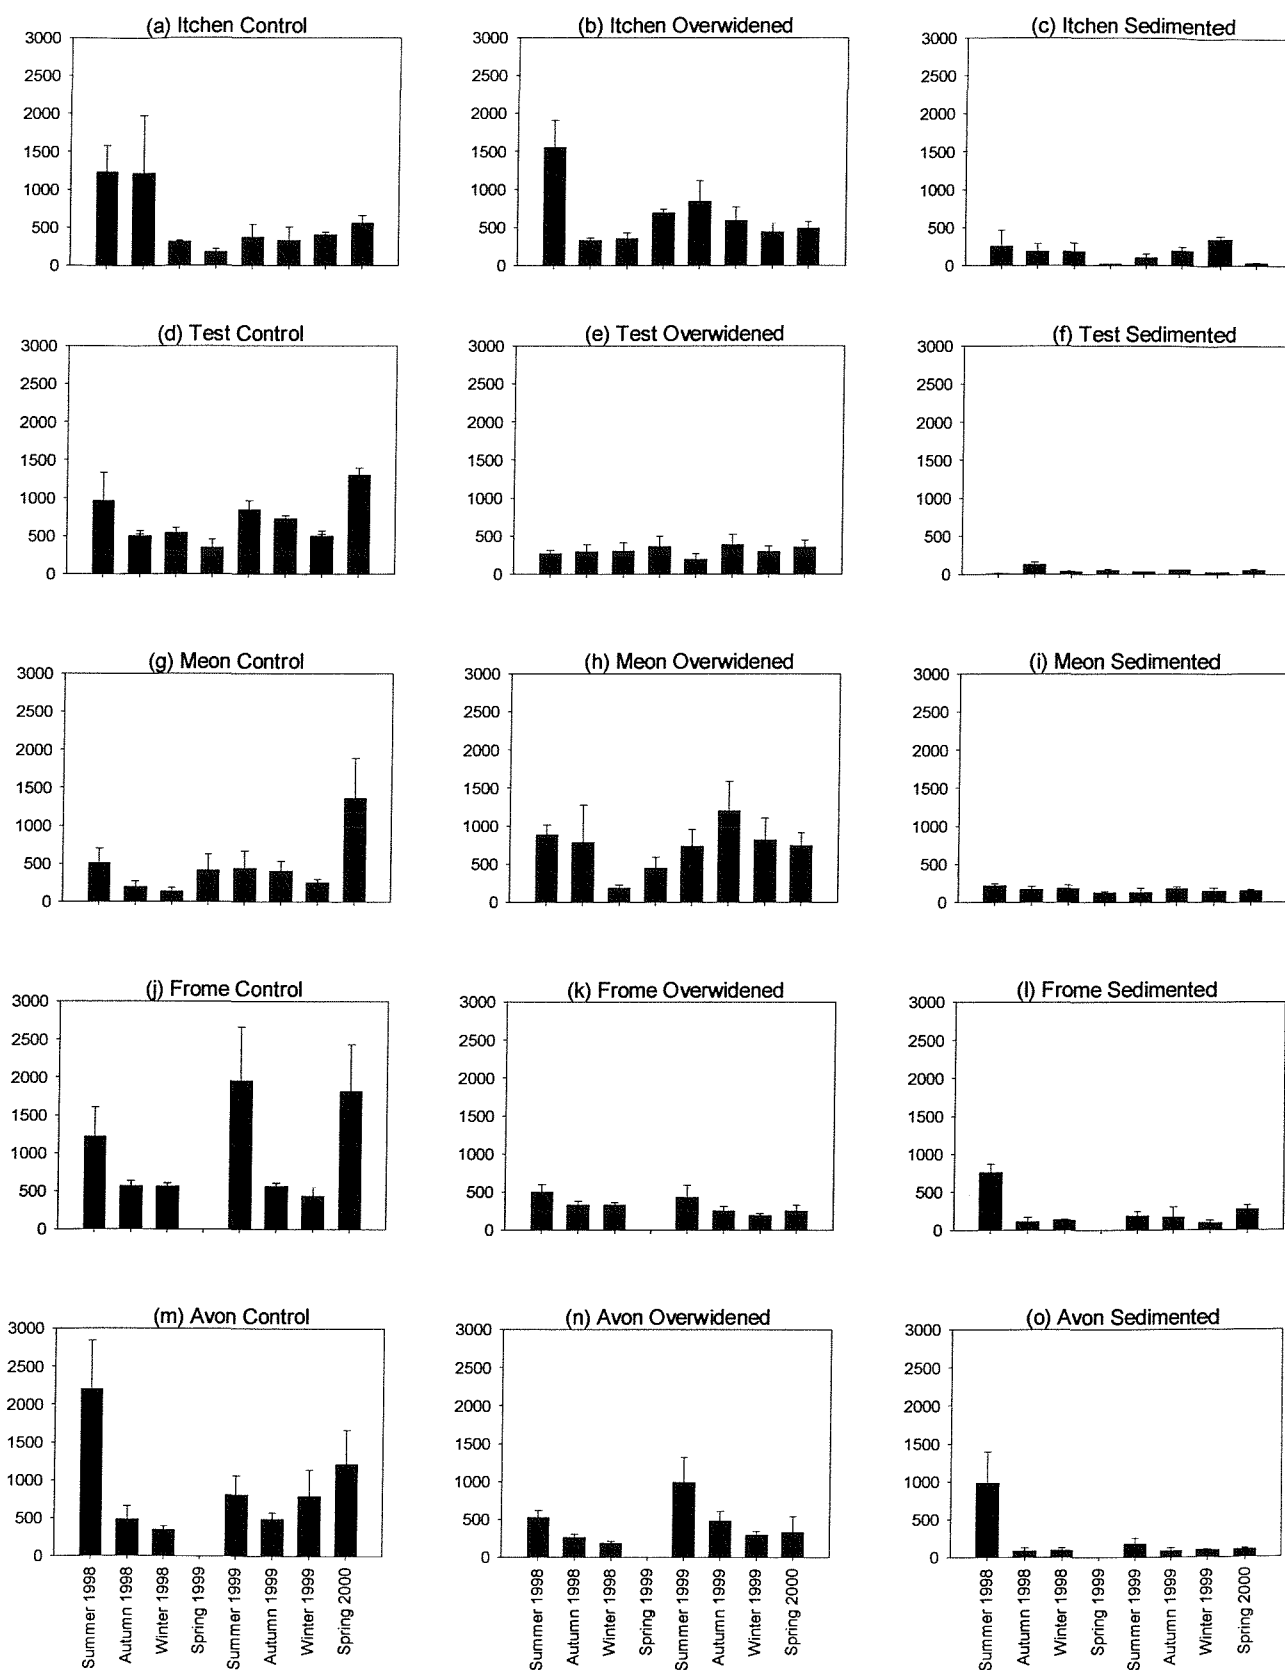 (a) Itchen Control
(b) Itchen Overwidened
(c) Itchen Sedimented
3000
2500
2000
1500
1000
500
0
3000
2500
2000
1500
1000
500
0
3000
2500
2000
1500
1000
500
0
(d) Test Control
(e) Test Overwidened
(f) Test Sedimented
3000
2500
2000
1500
1000
500
0
3000
2500
2000
1500
1000
500
0
3000
2500
2000
1500
1000
500
0
(g) Meon Control
(h) Meon Overwidened
(i) Meon Sedimented
3000
2500
2000
1500
1000
500
0
3000
2500
2000
1500
1000
500
0
3000
2500
2000
1500
1000
500
0
(j) Frome Control
(k) Frome Overwidened
(l) Frome Sedimented
3000
2500
2000
1500
1000
500
0
3000
2500
2000
1500
1000
500
0
3000
2500
2000
1500
1000
500
0
(m) Avon Control
(n) Avon Overwidened
(o) Avon Sedimented
3000
2500
2000
1500
1000
500
0
3000
2500
2000
1500
1000
500
0
3000
2500
2000
1500
1000
500
0
Summer 1998
Autumn 1998
Winter 1998
Spring 1999
Summer 1999
Autumn 1999
Winter 1999
Spring 2000
Summer 1998
Autumn 1998
Winter 1998
Spring 1999
Summer 1999
Autumn 1999
Winter 1999
Spring 2000
Summer 1998
Autumn 1998
Winter 1998
Spring 1999
Summer 1999
Autumn 1999
Winter 1999
Spring 2000